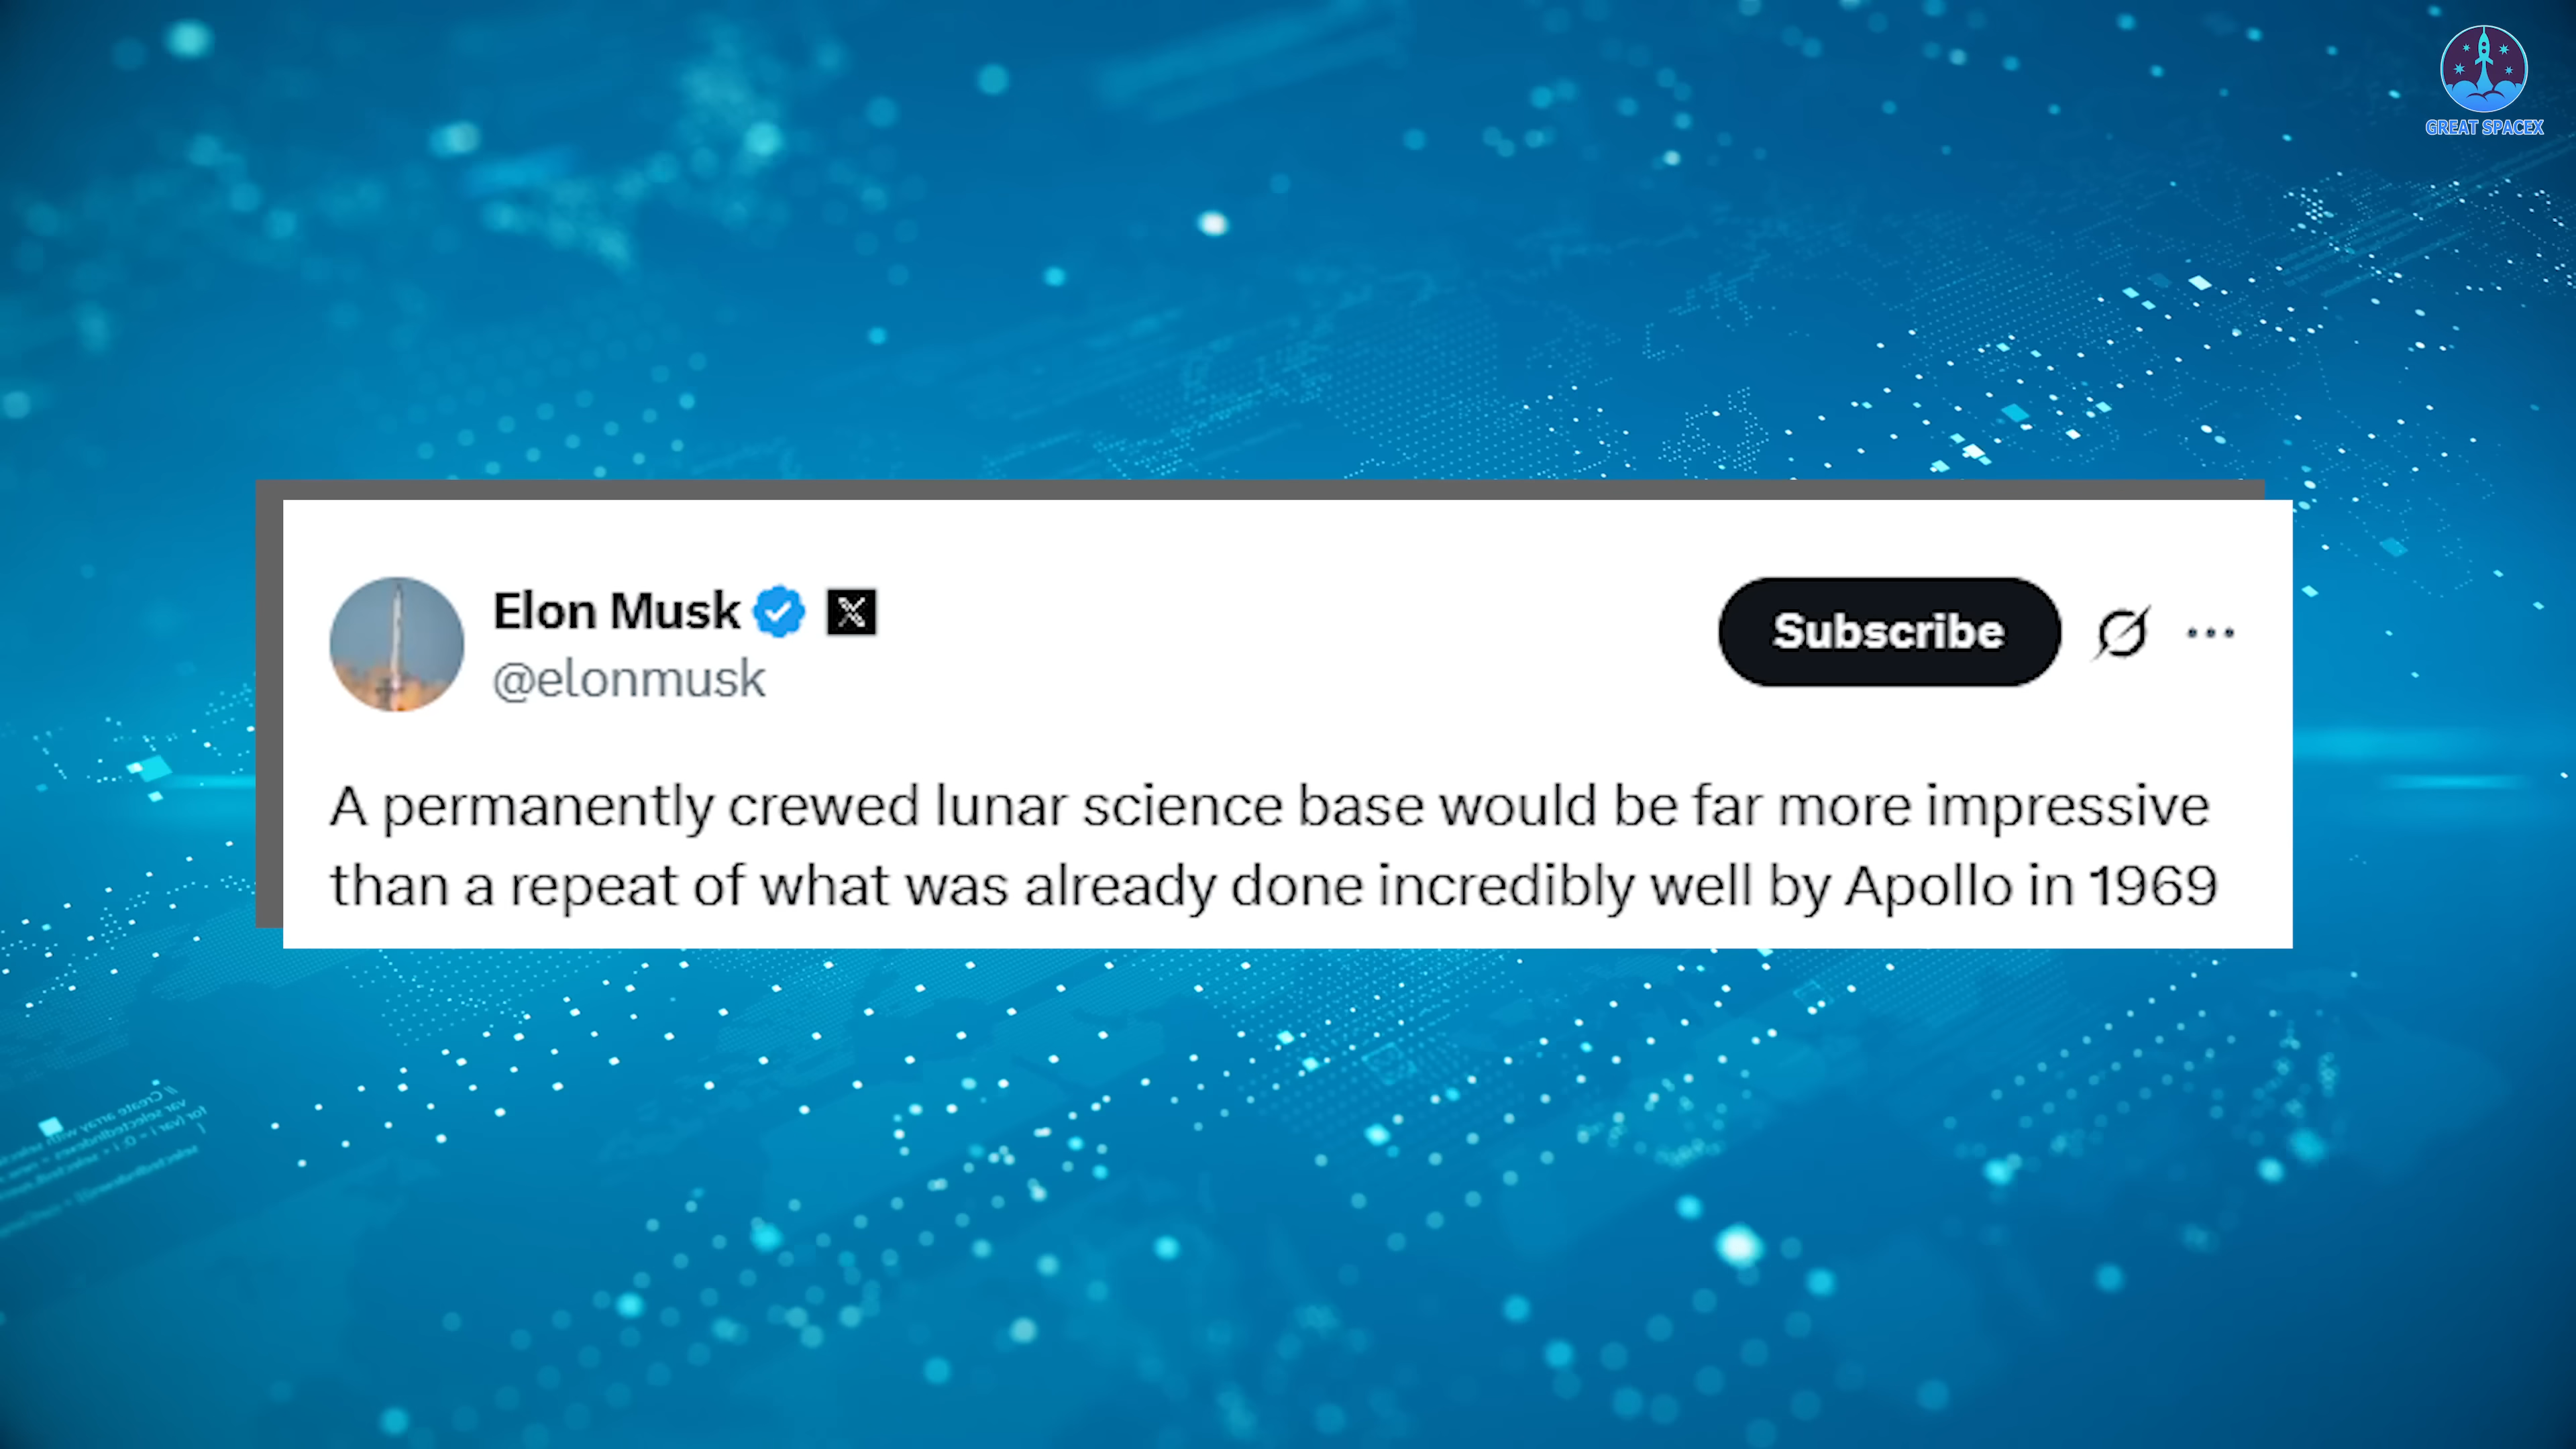 GREAT SPACEX
Elon Musk
@elonmusk
Subscribe
A permanently crewed lunar science base would be far more impressive
than a repeat of what was already done incredibly well by Apollo in 1969